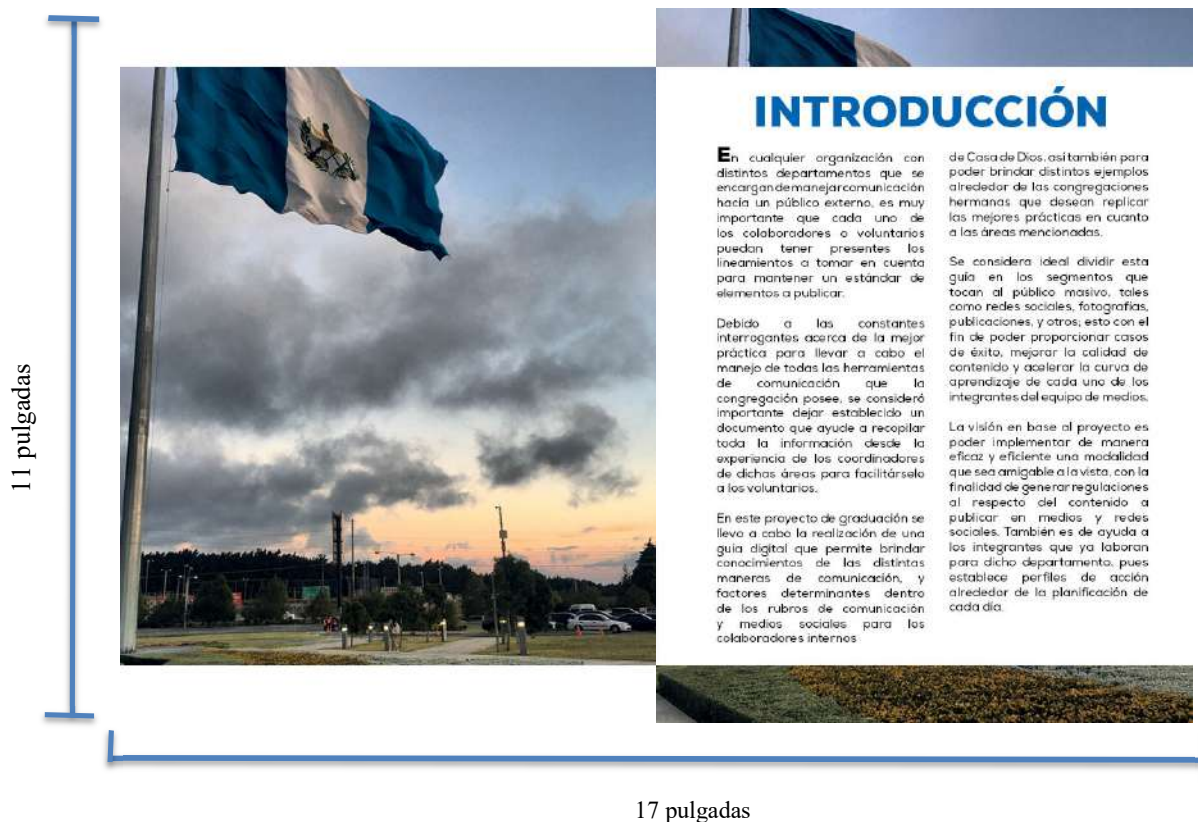 11 pulgadas
INTRODUCCIÓN
En cualquier organización con
distintos departamentos que se
encargan de manejar comunicación
hacía un público externo, es muy
importante que cada uno de
los colaboradores o voluntarios
puedan tener presentes los
lineamientos a tomar en cuenta
para mantener un estándar de
elementos a publicar.
Debido a las constantes
interrogantes acerca de la mejor
práctica para llevar a cabo el
manejo de todas las herramientas
de comunicación que la
congregación posee, se consideró
importante dejar establecido un
documento que ayude a recopilar
toda la información desde la
experiencia de los coordinadores
de dichas áreas para facilitárselo
a los voluntarios.
En este proyecto de graduación se
llevo a cabo la realización de una
guía digital que permite brindar
conocimientos de las distintas
maneras de comunicación, y
factores determinantes dentro
de los rubros de comunicación
y medios sociales para los
colaboradores internos
de Casa de Dios, así también para
poder brindar distintos ejemplos
alrededor de las congregaciones
hermanas que desean replicar
las mejores prácticas en cuanto
a las áreas mencionadas.
Se considera ideal dividir esta
guía en los segmentos que
tocan al público masivo, tales
como redes sociales, fotografías,
publicaciones, y otros; esto con el
fin de poder proporcionar casos
de éxito, mejorar la calidad de
contenido y acelerar la curva de
aprendizaje de cada uno de los
integrantes del equipo de medios.
La visión en base al proyecto es
poder implementar de manera
eficaz y eficiente una modalidad
que sea amigable a la vista, con la
finalidad de generar regulaciones
al respecto del contenido a
publicar en medios y redes
sociales. También es de ayuda a
los integrantes que ya laboran
para dicho departamento, pues
establece perfiles de acción
alrededor de la planificación de
cada día.
17 pulgadas